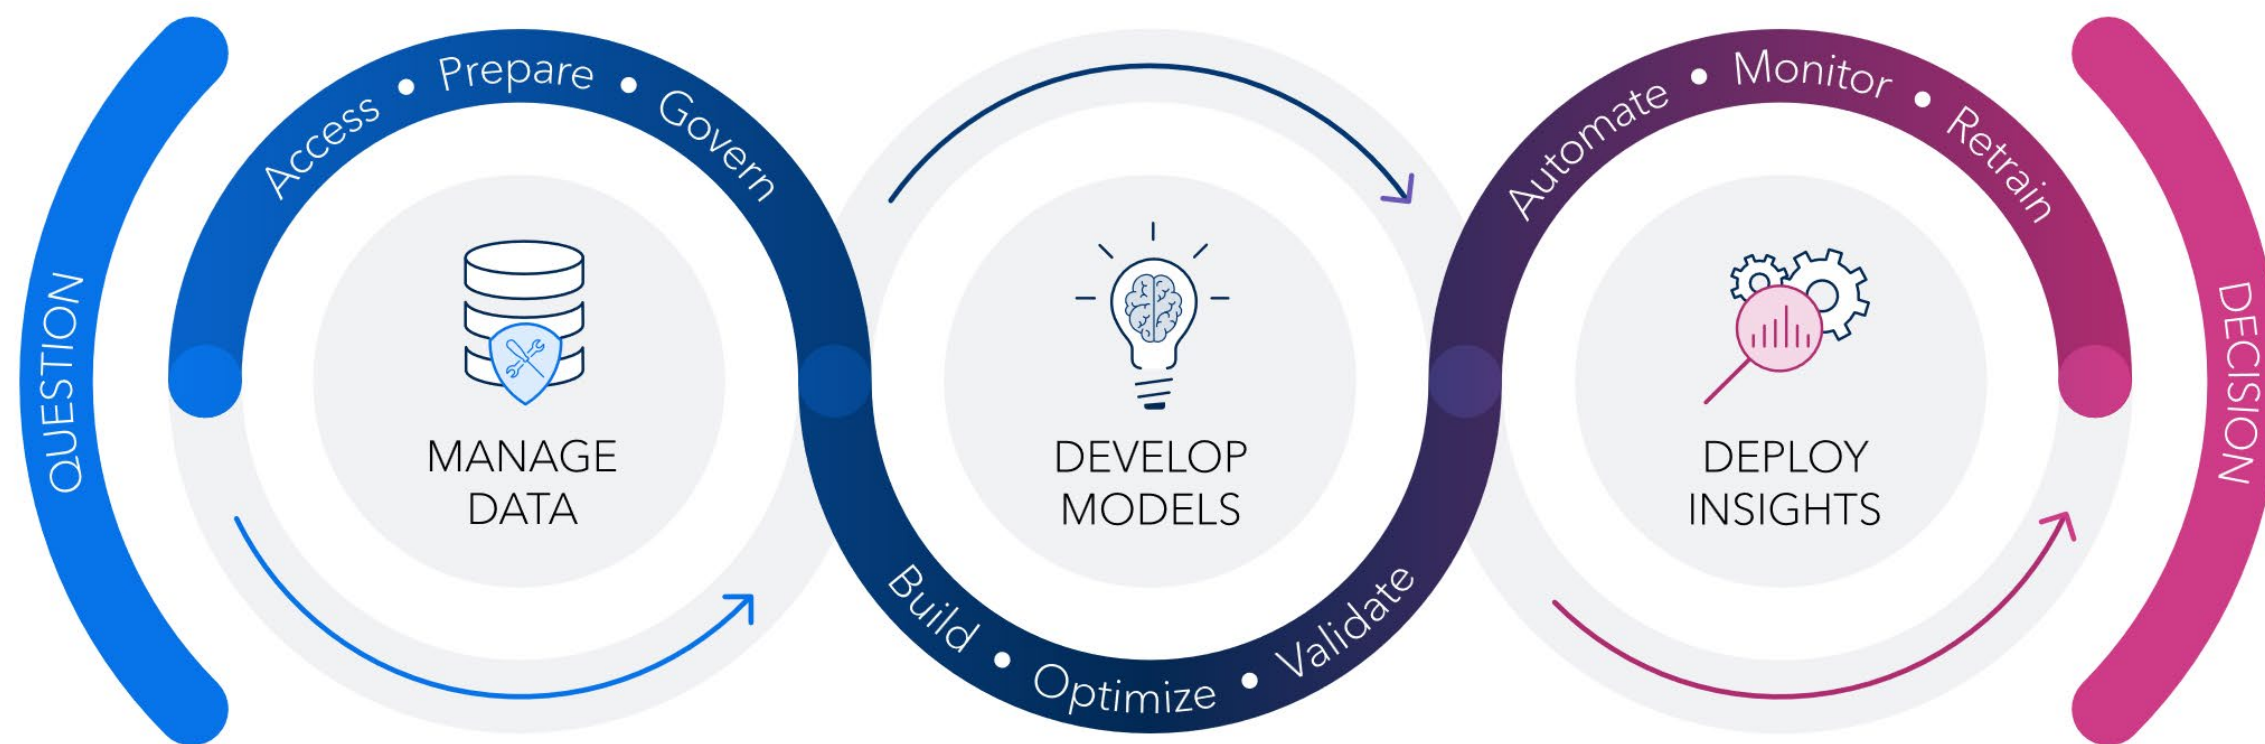 QUESTION
Access • Prepare • Govern
MANAGE
DATA
Build • Optimize • Validate
DEVELOP
MODELS
Automate • Monitor • Retrain
DEPLOY
INSIGHTS
DECISION